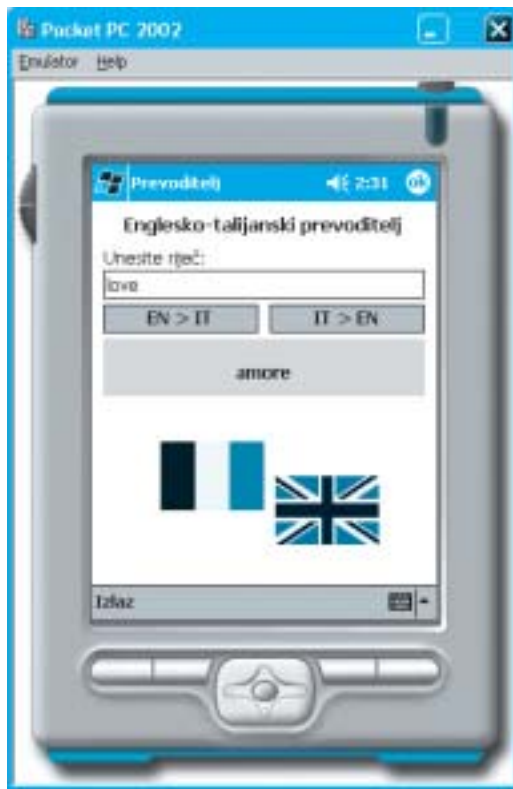 Pocket PC 2002
Emulator Help
Prevoditelj 2:31 ok
Englesko-talijanski prevoditelj
Unesite riječ:
love
EN > IT IT > EN
amore
Izlaz